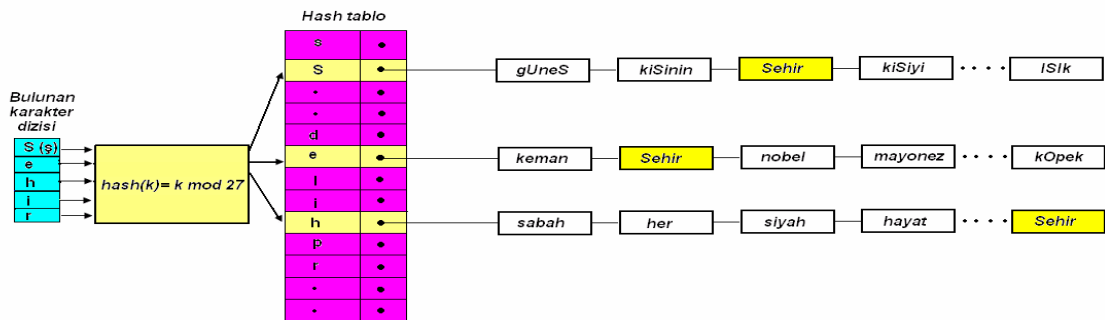 Hash tablo
s
S
gUneS kiSinin Sehir kiSiyi ISIk
Bulunan
karakter
dizisi
d
S (ş)
e
h
i
r
hash(k)= k mod 27
e
keman Sehir nobel mayonez kOpek
l
i
h
sabah her siyah hayat Sehir
p
r